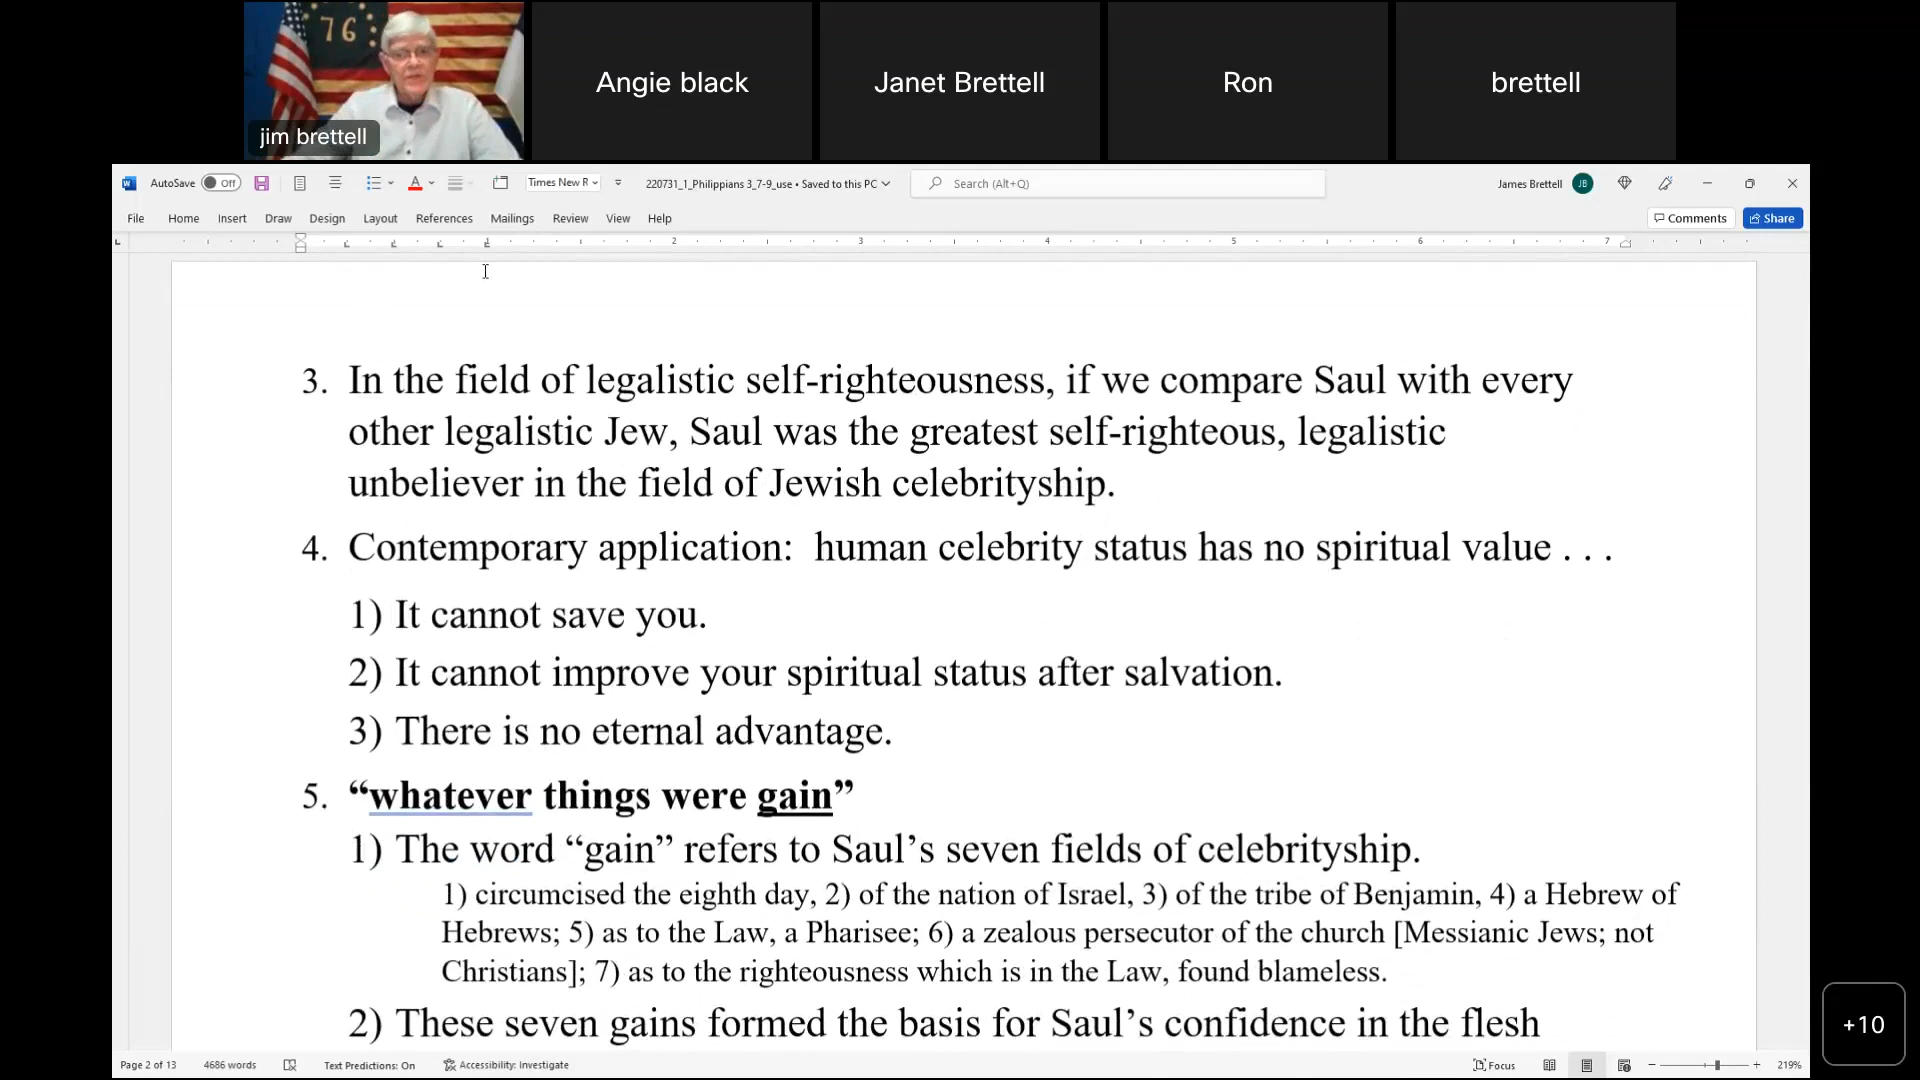 76
jim brettell
Angie black
Janet Brettell
Ron
brettell
AutoSave Off
Times New R
220731_1_Philippians 3_7-9_use • Saved to this PC
Search (Alt+Q)
James Brettell
JB
File Home Insert Draw Design Layout References Mailings Review View Help
Comments
Share
1 2 3 4 5 6 7
3. In the field of legalistic self-righteousness, if we compare Saul with every
other legalistic Jew, Saul was the greatest self-righteous, legalistic
unbeliever in the field of Jewish celebrityship.
4. Contemporary application: human celebrity status has no spiritual value . . .
1) It cannot save you.
2) It cannot improve your spiritual status after salvation.
3) There is no eternal advantage.
5. “whatever things were gain”
1) The word “gain” refers to Saul’s seven fields of celebrityship.
1) circumcised the eighth day, 2) of the nation of Israel, 3) of the tribe of Benjamin, 4) a Hebrew of
Hebrews; 5) as to the Law, a Pharisee; 6) a zealous persecutor of the church [Messianic Jews; not
Christians]; 7) as to the righteousness which is in the Law, found blameless.
2) These seven gains formed the basis for Saul’s confidence in the flesh
+10
Page 2 of 13
4686 words
Text Predictions: On
Accessibility: Investigate
Focus
219%